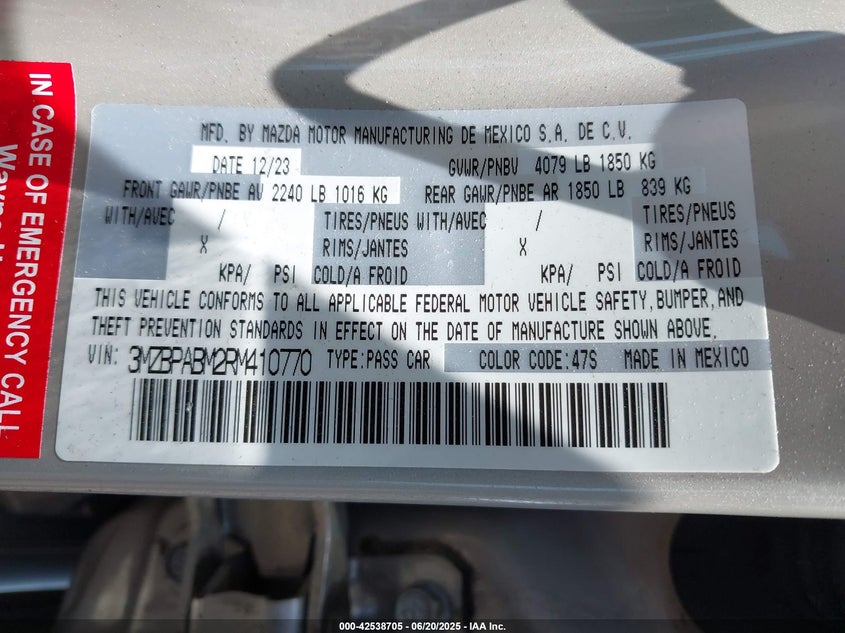 IN CASE OF EMERGENCY CALL
MFD. BY MAZDA MOTOR MANUFACTURING DE MEXICO S.A. DE C.V.
DATE 12/23 GVWR/PNBV 4079 LB 1850 KG
FRONT GAWR/PNBE AV 2240 LB 1016 KG REAR GAWR/PNBE AR 1850 LB 839 KG
WITH/AVEC / TIRES/PNEUS WITH/AVEC / TIRES/PNEUS
X RIMS/JANTES X RIMS/JANTES
KPA/ PSI COLD/A FROID KPA/ PSI COLD/A FROID
THIS VEHICLE CONFORMS TO ALL APPLICABLE FEDERAL MOTOR VEHICLE SAFETY, BUMPER, AND
THEFT PREVENTION STANDARDS IN EFFECT ON THE DATE OF MANUFACTURE SHOWN ABOVE.
VIN: 3MZBPABM2RM410770 TYPE:PASS CAR COLOR CODE:47S MADE IN MEXICO
000-42538705 - 06/20/2025 - IAA Inc.